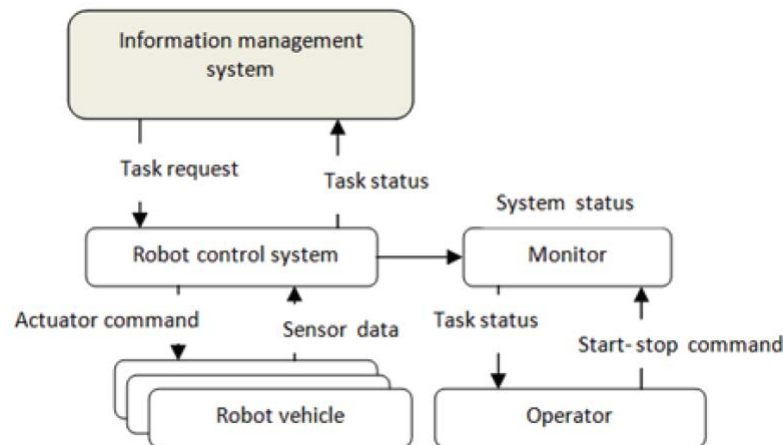 Information management
system
Task request
Task status
System status
Robot control system
Monitor
Actuator command
Sensor data
Task status
Start-stop command
Robot vehicle
Operator